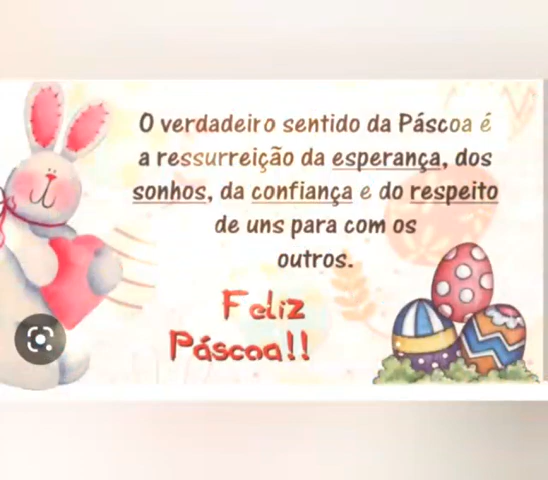 O verdadeiro sentido da Páscoa é
a ressurreição da esperança, dos
sonhos, da confiança e do respeito
de uns para com os
outros.
Feliz
Páscoa!!